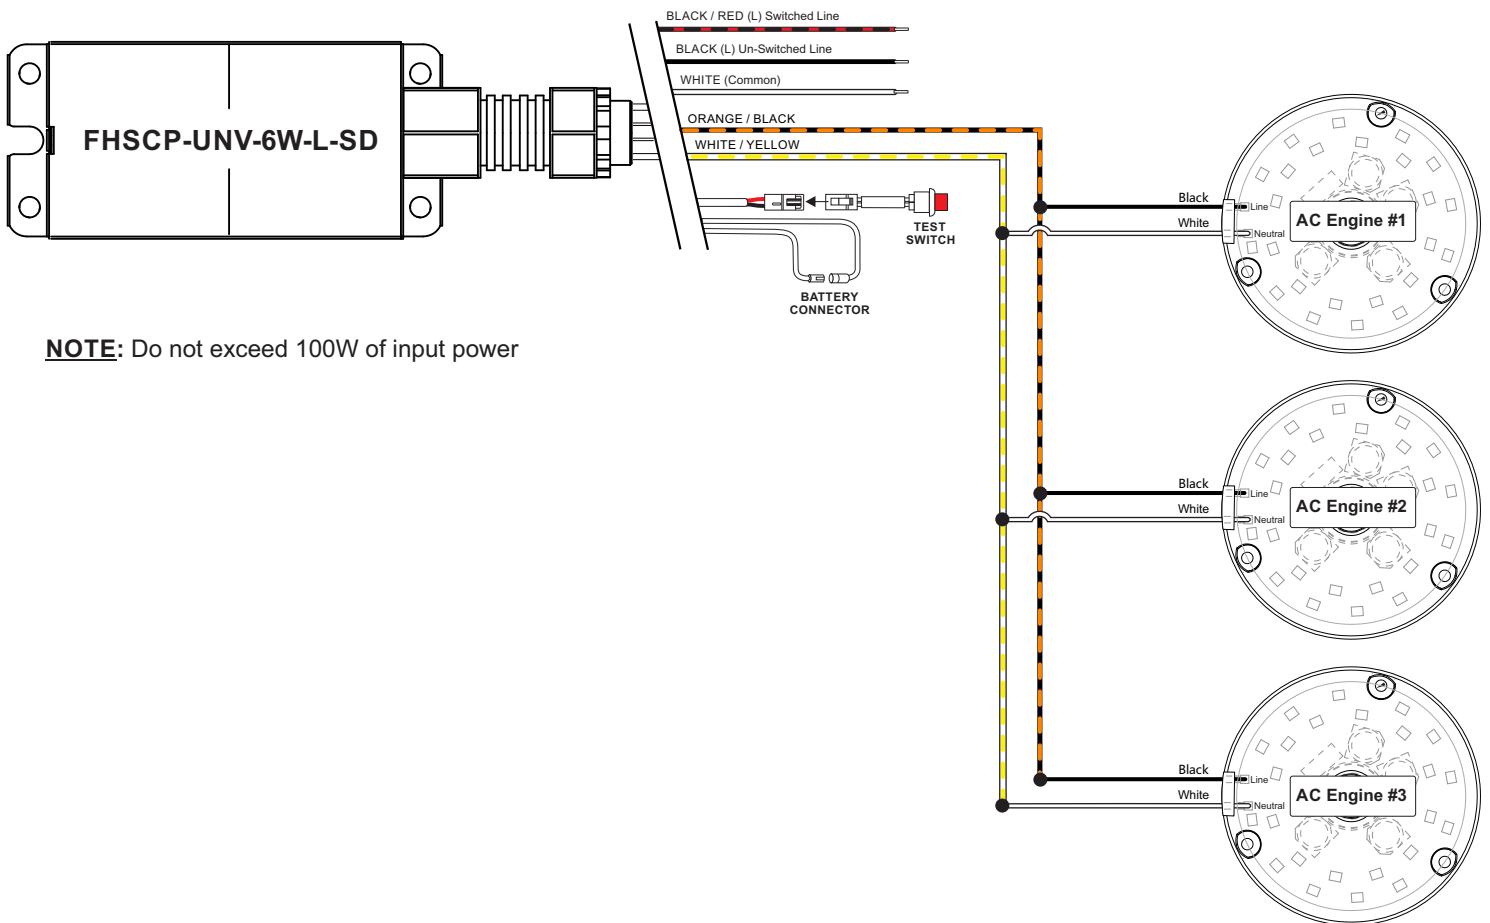 BLACK / RED (L) Switched Line
BLACK (L) Un-Switched Line
WHITE (Common)
ORANGE / BLACK
WHITE / YELLOW
FHSCP-UNV-6W-L-SD
TEST
SWITCH
BATTERY
CONNECTOR
NOTE: Do not exceed 100W of input power
Black
White
Line
Neutral
AC Engine #1
Black
White
Line
Neutral
AC Engine #2
Black
White
Line
Neutral
AC Engine #3